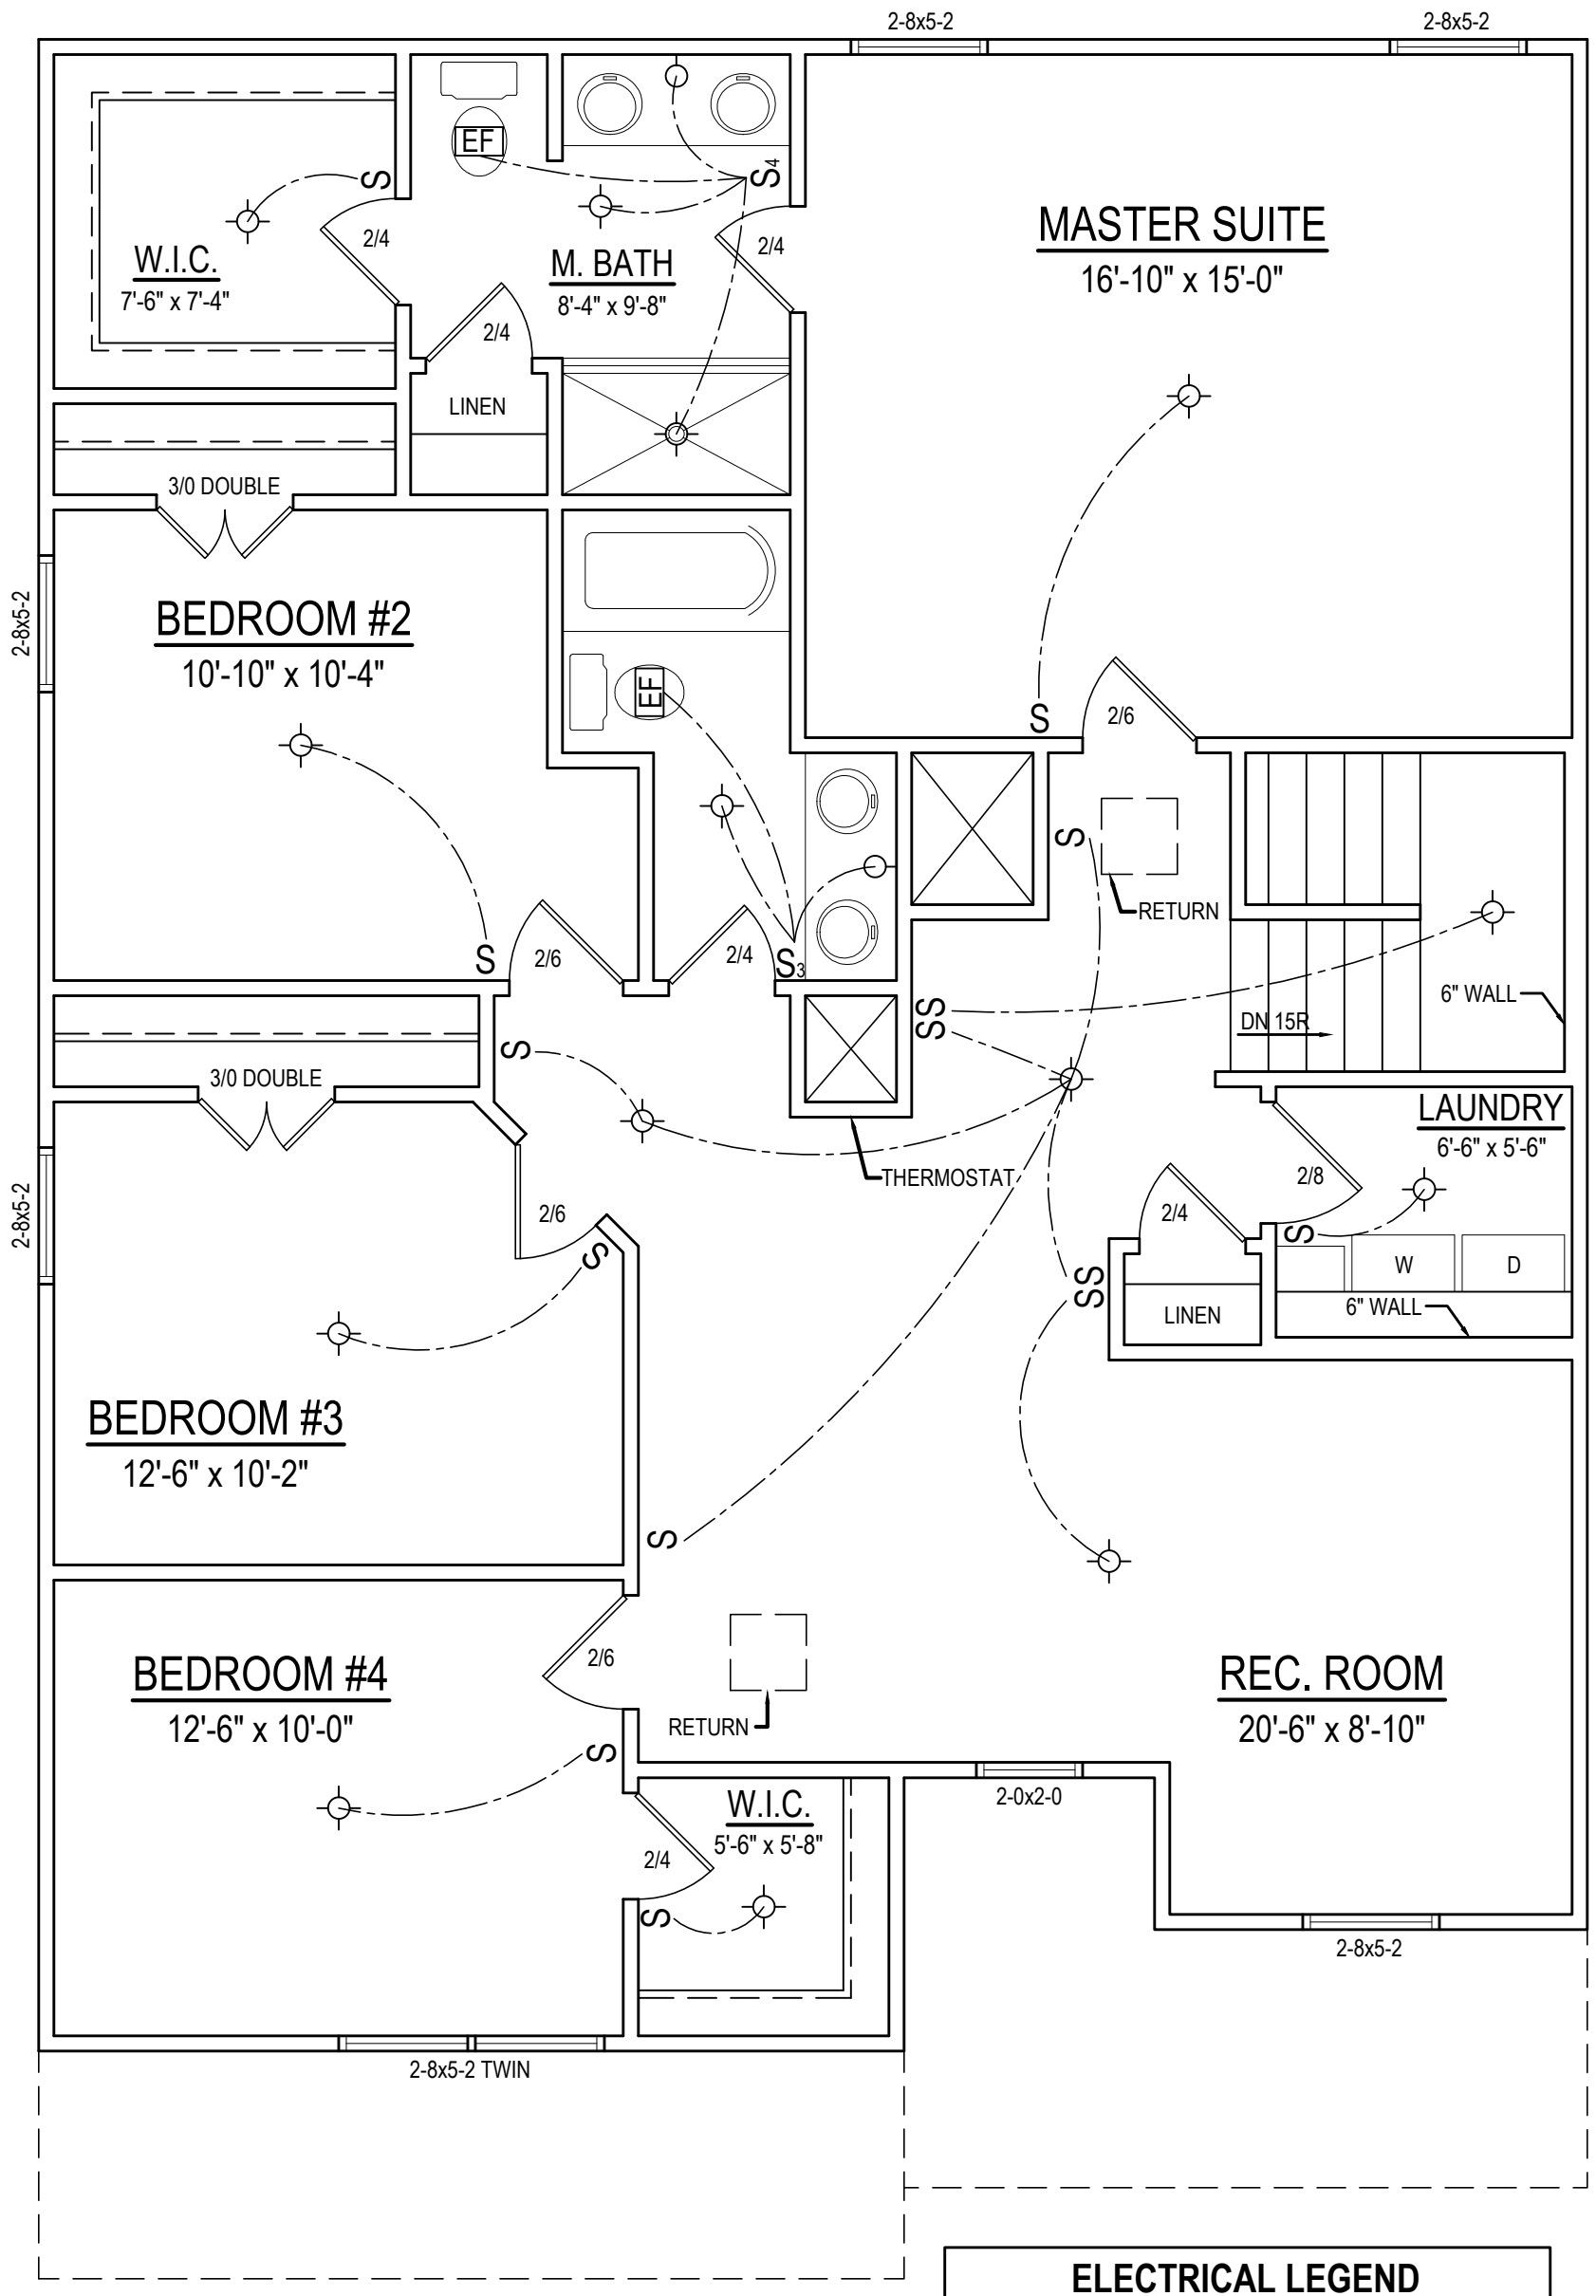 2-8x5-2
2-8x5-2
EF
S4
S
2/4
2/4
MASTER SUITE
16'-10" x 15'-0"
W.I.C.
7'-6" x 7'-4"
M. BATH
8'-4" x 9'-8"
2/4
LINEN
3/0 DOUBLE
2-8x5-2
BEDROOM #2
10'-10" x 10'-4"
EF
S
2/6
S
RETURN
S
2/6
2/4
S3
SS
6" WALL
DN 15R
S
3/0 DOUBLE
THERMOSTAT
LAUNDRY
6'-6" x 5'-6"
2/8
2-8x5-2
2/6
S
2/4
S
SS
W
D
LINEN
6" WALL
BEDROOM #3
12'-6" x 10'-2"
S
BEDROOM #4
12'-6" x 10'-0"
2/6
RETURN
REC. ROOM
20'-6" x 8'-10"
S
W.I.C.
5'-6" x 5'-8"
2-0x2-0
2/4
S
2-8x5-2
2-8x5-2 TWIN
ELECTRICAL LEGEND